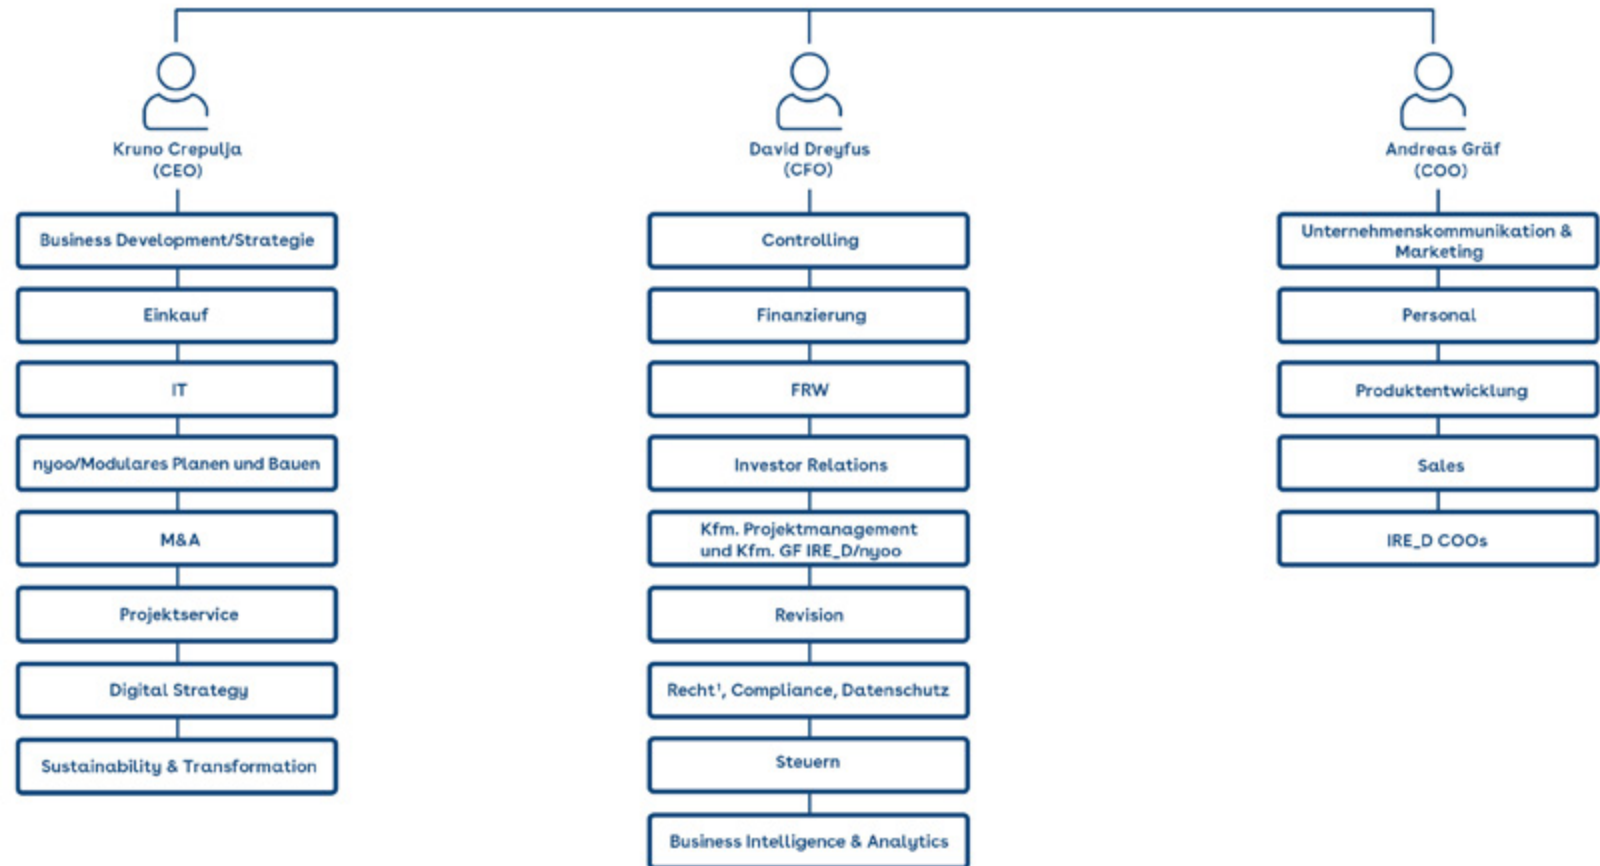 Kruno Crepulja
(CEO)
Business Development/Strategie
Einkauf
IT
nyoo/Modulares Planen und Bauen
M&A
Projektservice
Digital Strategy
Sustainability & Transformation
David Dreyfus
(CFO)
Controlling
Finanzierung
FRW
Investor Relations
Kfm. Projektmanagement
und Kfm. GF IRE_D/nyoo
Revision
Recht¹, Compliance, Datenschutz
Steuern
Business Intelligence & Analytics
Andreas Gräf
(COO)
Unternehmenskommunikation &
Marketing
Personal
Produktentwicklung
Sales
IRE_D COOs